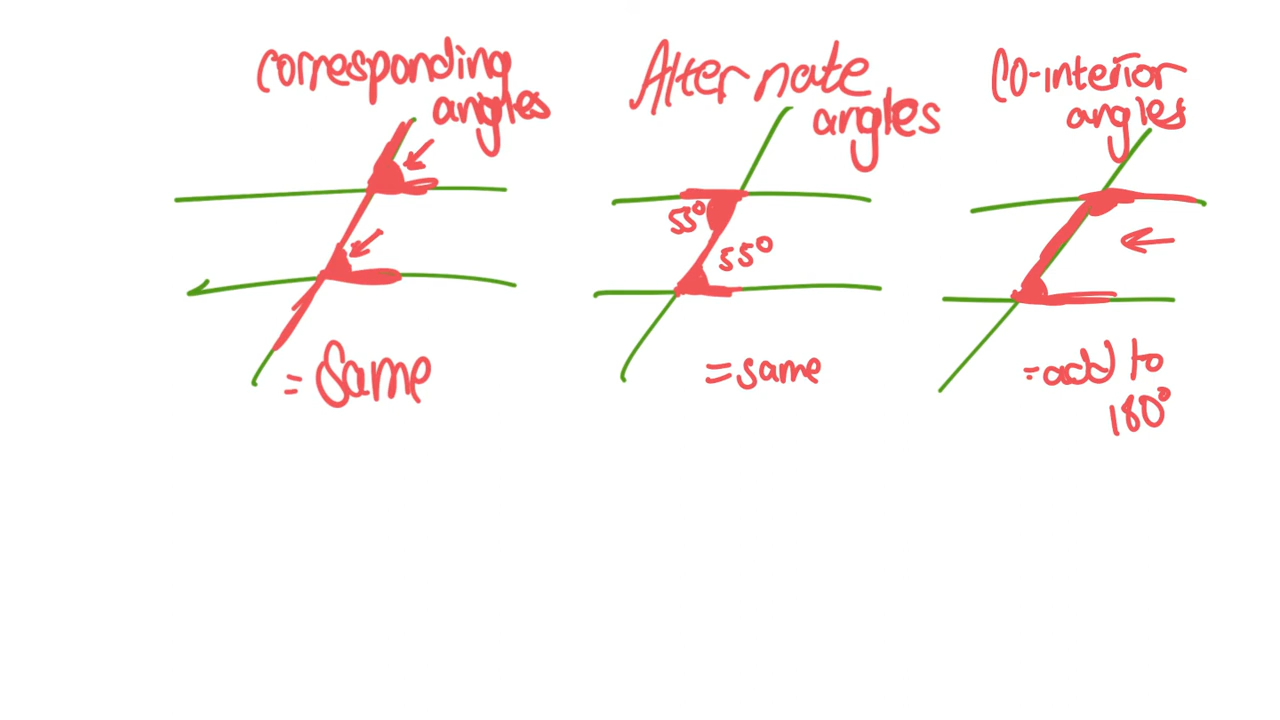 corresponding
angles
= Same
Alternate
angles
55°
55°
= same
Co-interior
angles
= add to
180°